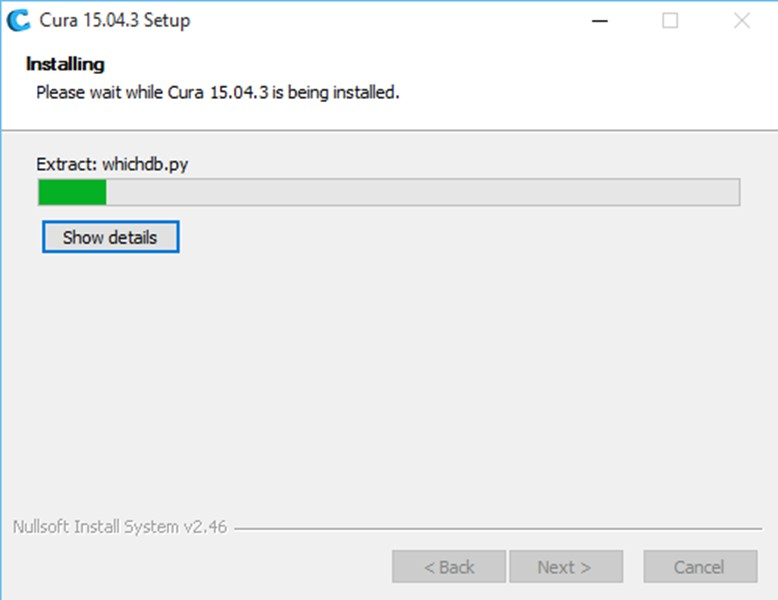 Cura 15.04.3 Setup
Installing
Please wait while Cura 15.04.3 is being installed.
Extract: whichdb.py
Show details
Nullsoft Install System v2.46
< Back Next > Cancel